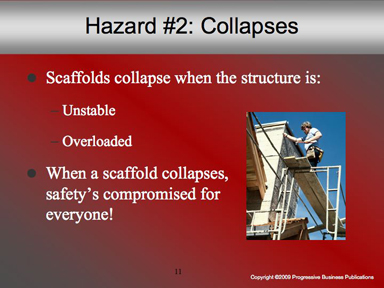 Hazard #2: Collapses
Scaffolds collapse when the structure is:
–Unstable
–Overloaded
When a scaffold collapses,
safety's compromised for
everyone!
11
Copyright ©2009 Progressive Business Publications